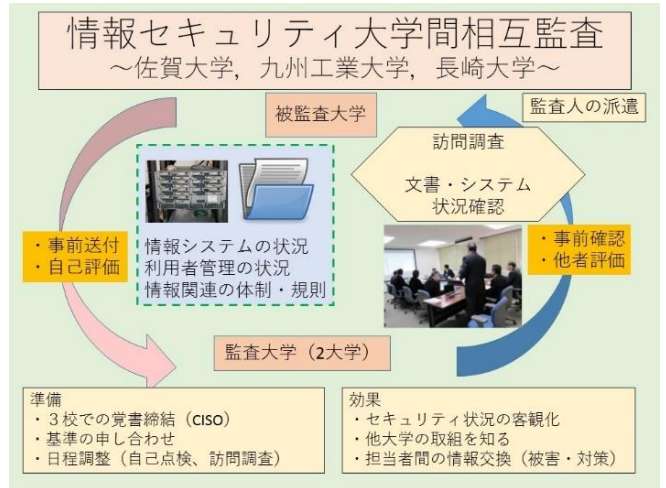 情報セキュリティ大学間相互監査
～佐賀大学，九州工業大学，長崎大学～
被監査大学
監査人の派遣
訪問調査
文書・システム
状況確認
情報システムの状況
利用者管理の状況
情報関連の体制・規則
・事前送付
・自己評価
・事前確認
・他者評価
監査大学（2大学）
準備
・３校での覚書締結（CISO）
・基準の申し合わせ
・日程調整（自己点検、訪問調査）
効果
・セキュリティ状況の客観化
・他大学の取組を知る
・担当者間の情報交換（被害・対策）